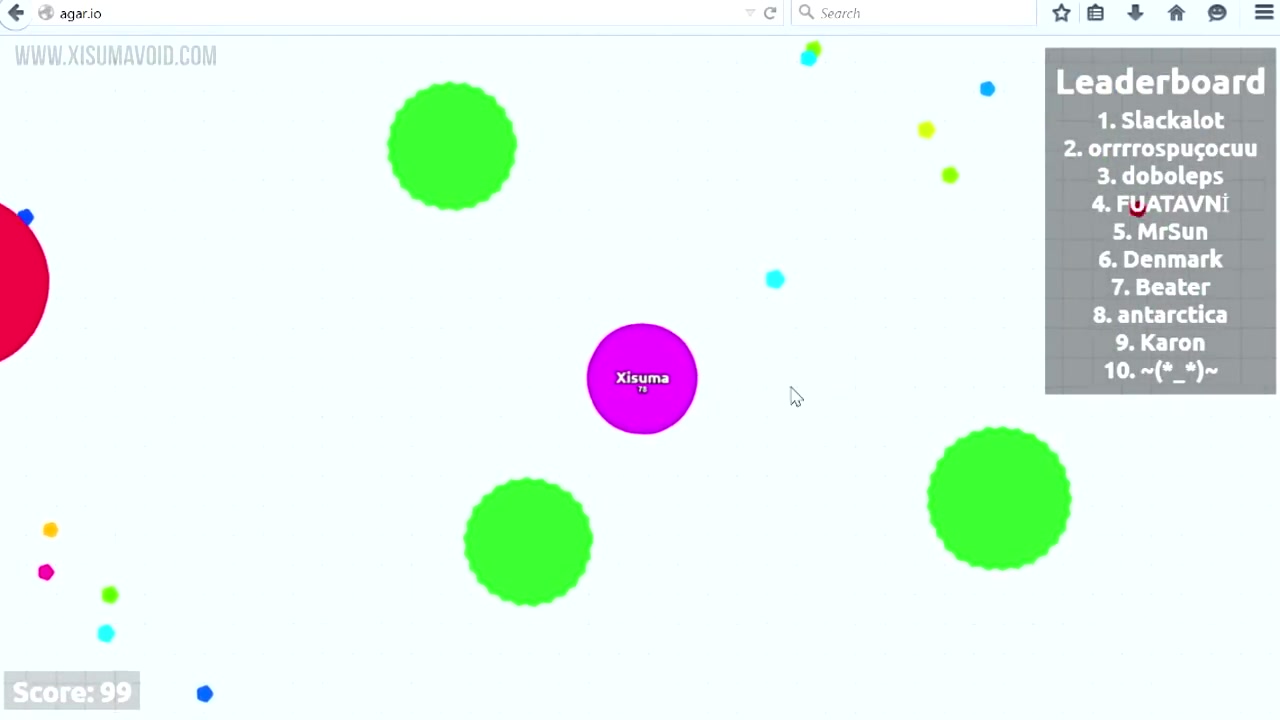 agar.io
Search
WWW.XISUMAVOID.COM
Leaderboard
1. Slackalot
2. orrrrospuçocuu
3. doboleps
4. FUATAVNİ
5. MrSun
6. Denmark
7. Beater
8. antarctica
9. Karon
10. ~(*_*)~
Xisuma
Score: 99